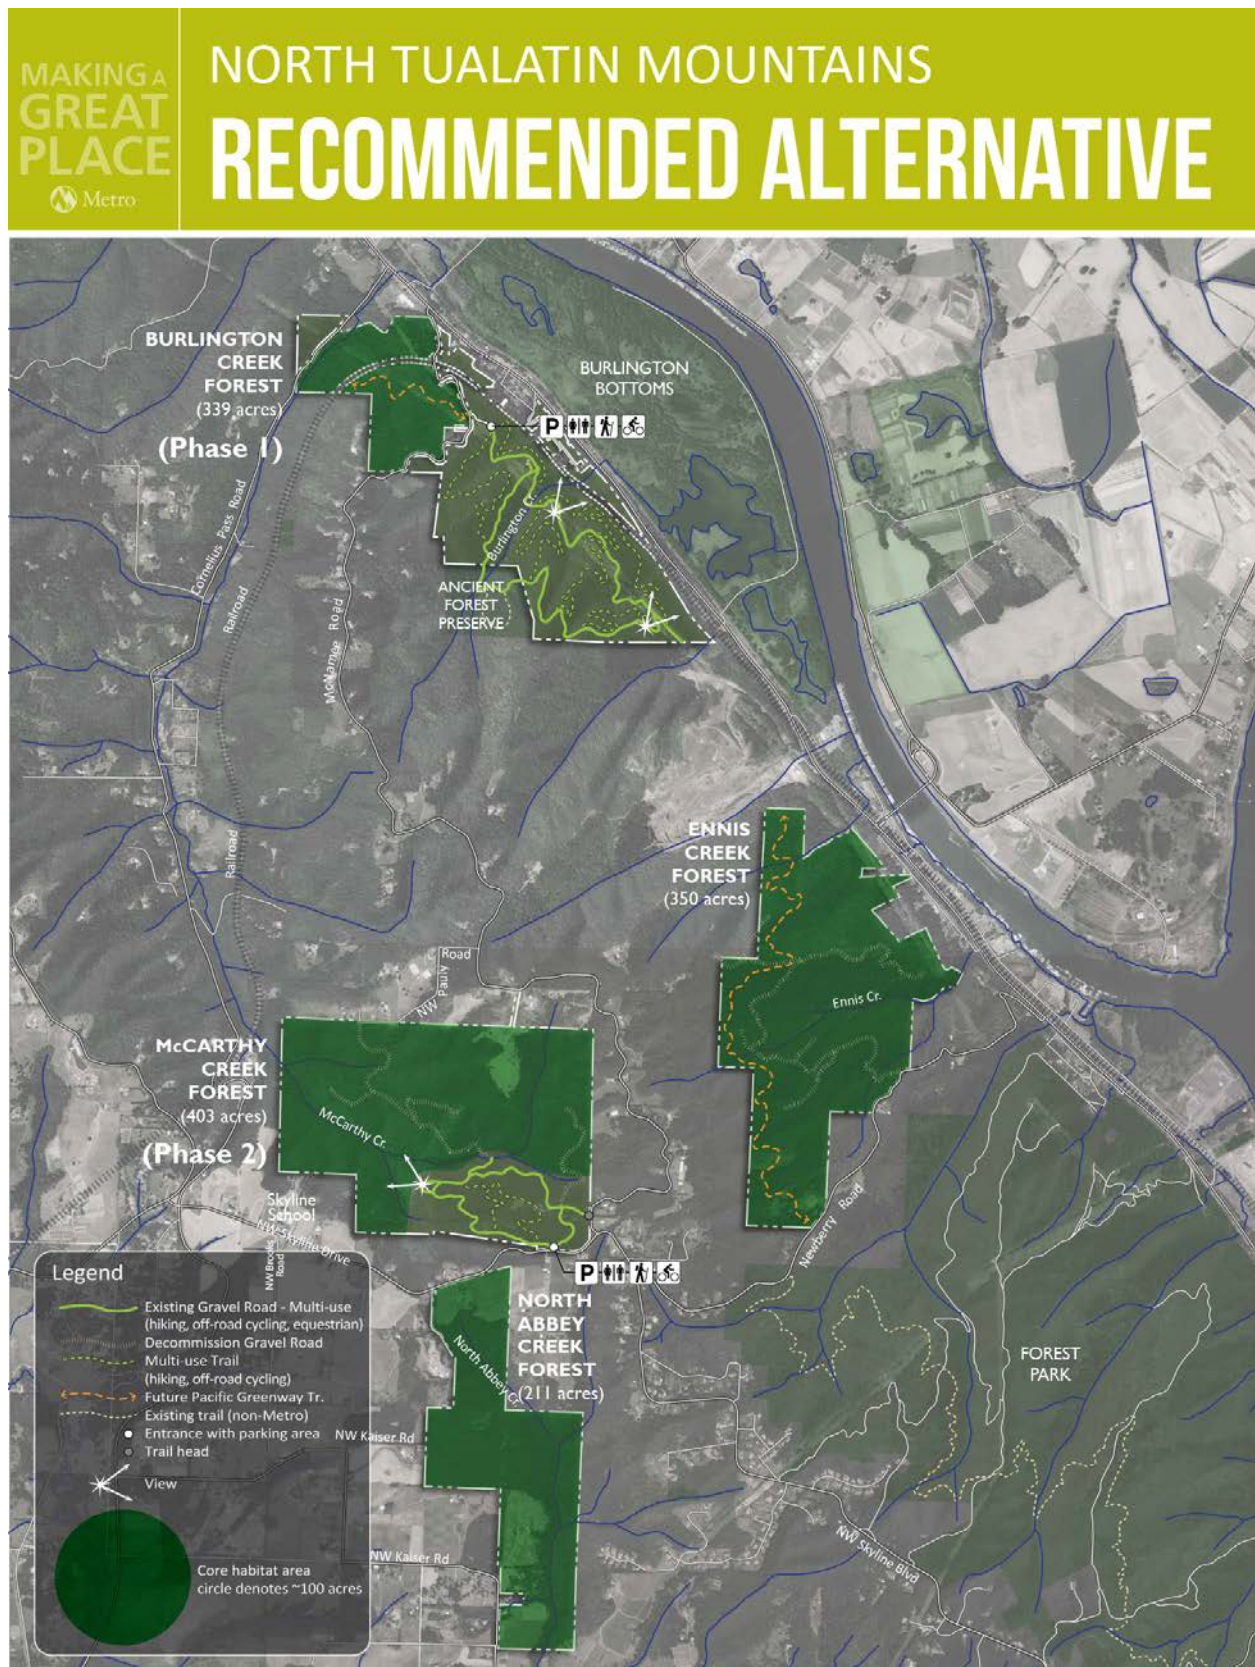 MAKING A
GREAT
PLACE
Metro
NORTH TUALATIN MOUNTAINS
RECOMMENDED ALTERNATIVE
BURLINGTON
CREEK
FOREST
(339 acres)
(Phase 1)
BURLINGTON
BOTTOMS
P
Cornelius Pass Road
Railroad
McNamee Road
Burlington Cr.
ANCIENT
FOREST
PRESERVE
ENNIS
CREEK
FOREST
(350 acres)
Railroad
NW Pauly Road
Ennis Cr.
McCARTHY
CREEK
FOREST
(403 acres)
(Phase 2)
McCarthy Cr.
Skyline
School
NW Skyline Drive
NW Brooks
Road
Newberry Road
P
NORTH
ABBEY
CREEK
FOREST
(211 acres)
North Abbey Cr.
FOREST
PARK
NW Kaiser Rd
NW Kaiser Rd
NW Skyline Blvd
Legend
Existing Gravel Road - Multi-use
(hiking, off-road cycling, equestrian)
Decommission Gravel Road
Multi-use Trail
(hiking, off-road cycling)
Future Pacific Greenway Tr.
Existing trail (non-Metro)
Entrance with parking area
Trail head
View
Core habitat area
circle denotes ~100 acres